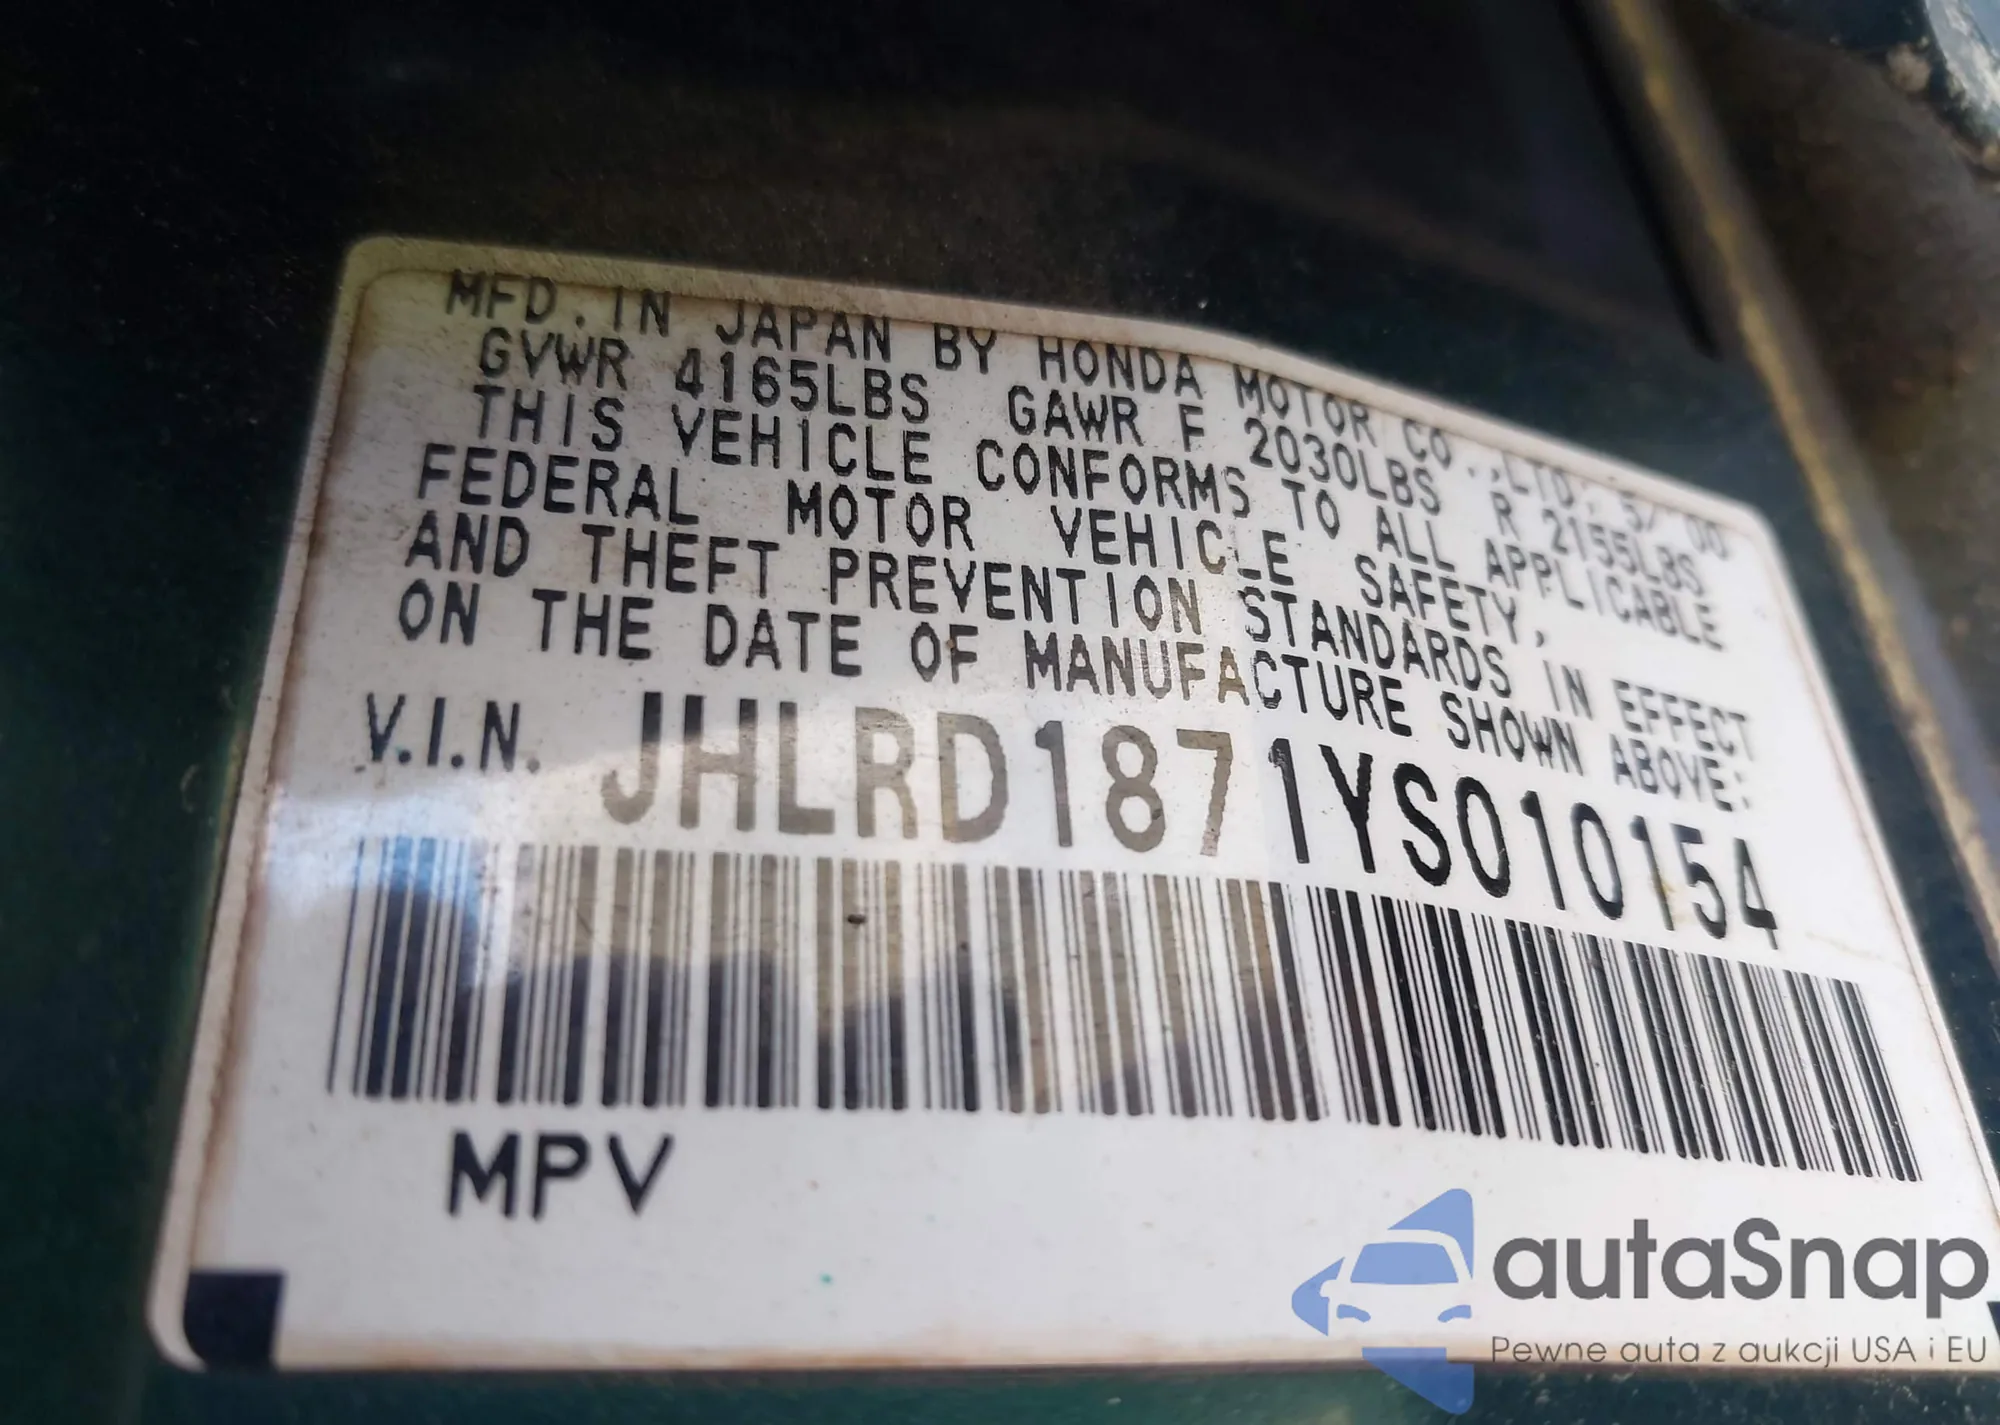 MFD. IN JAPAN BY HONDA MOTOR CO.,LTD. 5/ 00
GVWR 4165LBS GAWR F 2030LBS R 2155LBS
THIS VEHICLE CONFORMS TO ALL APPLICABLE
FEDERAL MOTOR VEHICLE SAFETY,
AND THEFT PREVENTION STANDARDS IN EFFECT
ON THE DATE OF MANUFACTURE SHOWN ABOVE:
V.I.N. JHLRD1871YS010154
MPV
autaSnap
Pewne auta z aukcji USA i EU